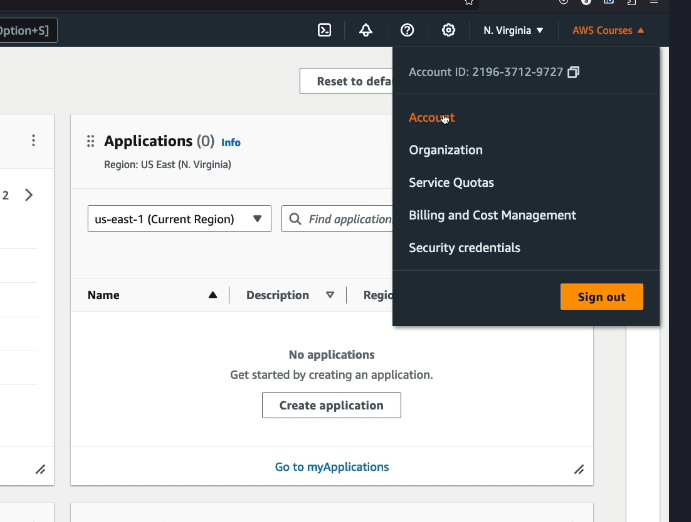 Option+S]
N. Virginia
AWS Courses
Account ID: 2196-3712-9727
Reset to defa
Account
Organization
Service Quotas
Billing and Cost Management
Security credentials
Sign out
2
Applications (0) Info
Region: US East (N. Virginia)
us-east-1 (Current Region)
Find application
Name
Description
Regio
No applications
Get started by creating an application.
Create application
Go to myApplications